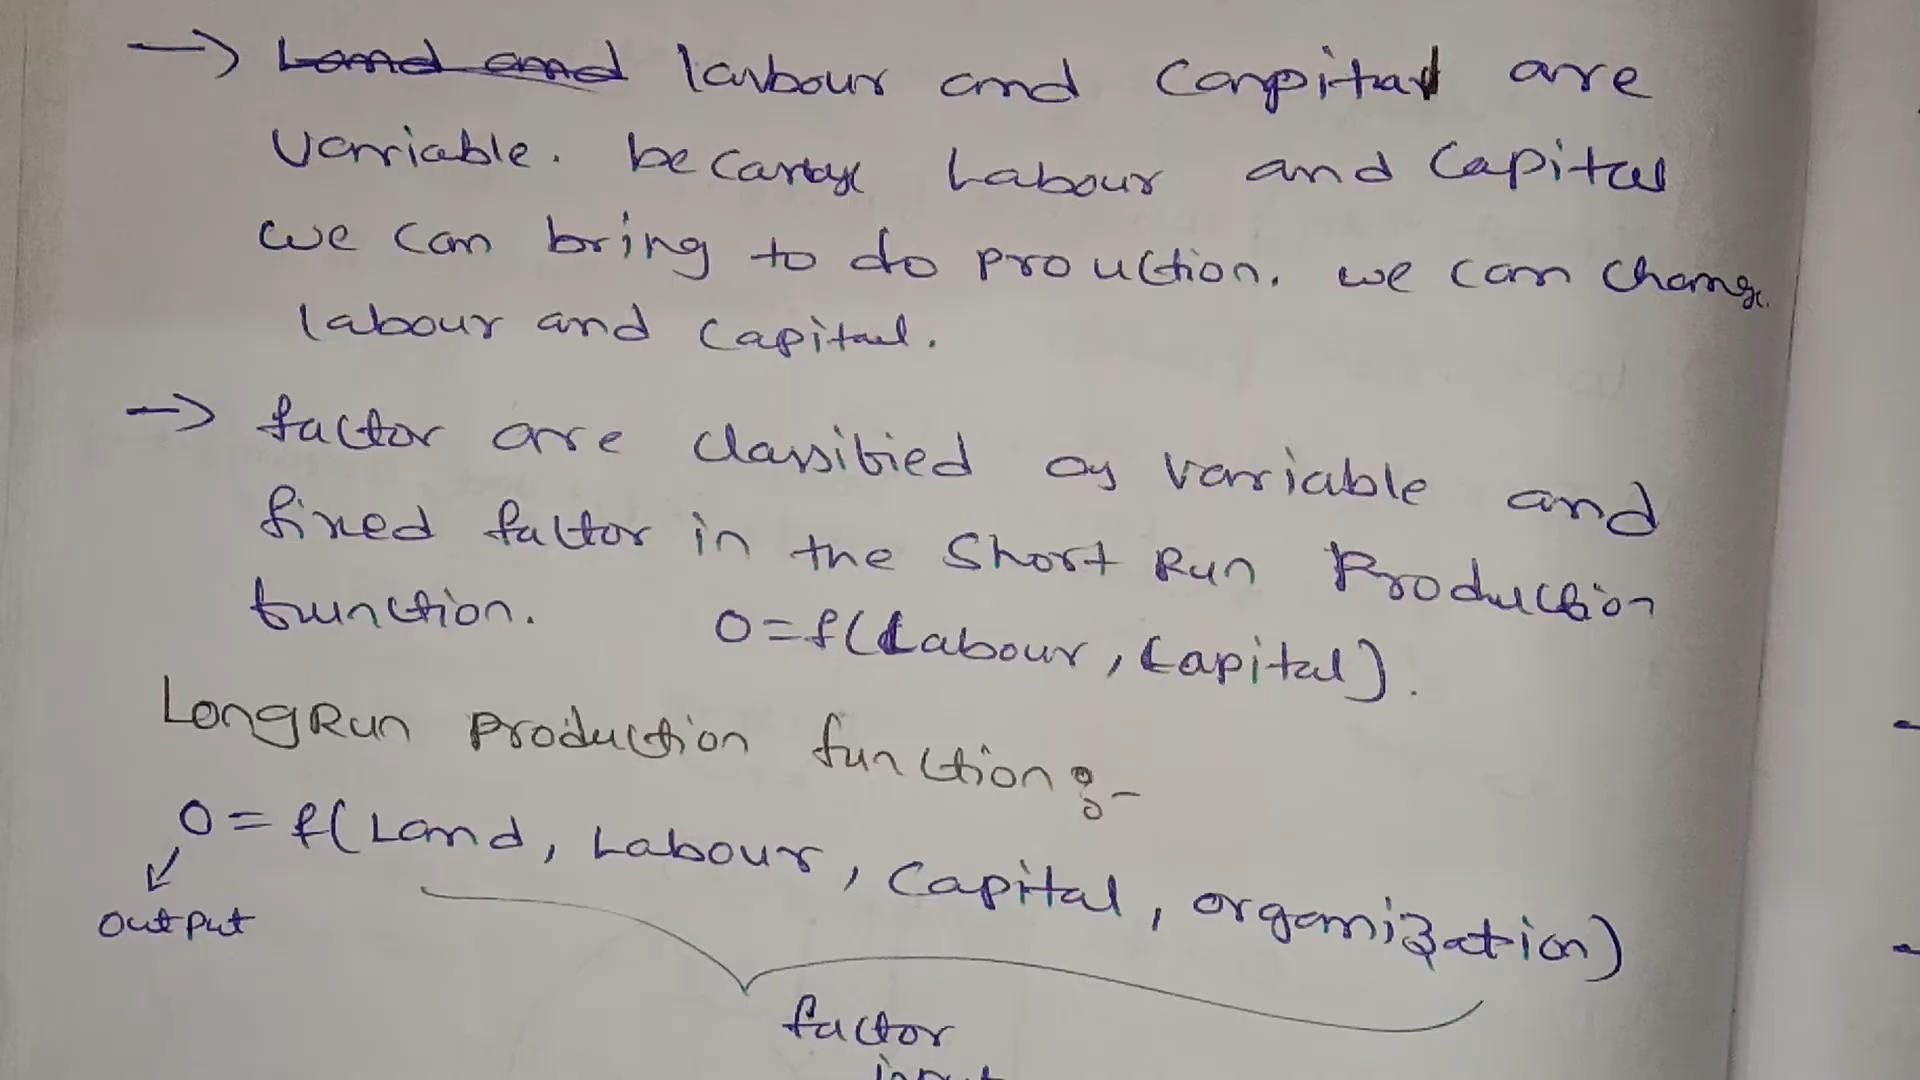 → ~~Land and~~ labour and Capital are
Variable. because Labour and Capital
we can bring to do prouction. we can change
labour and Capital.
→ factor are classified as variable and
fixed factor in the Short Run Production
function. O=f(Labour, Capital).
LongRun Production function:-
O= f(Land, Labour, Capital, organization)
↙
output
factor
input